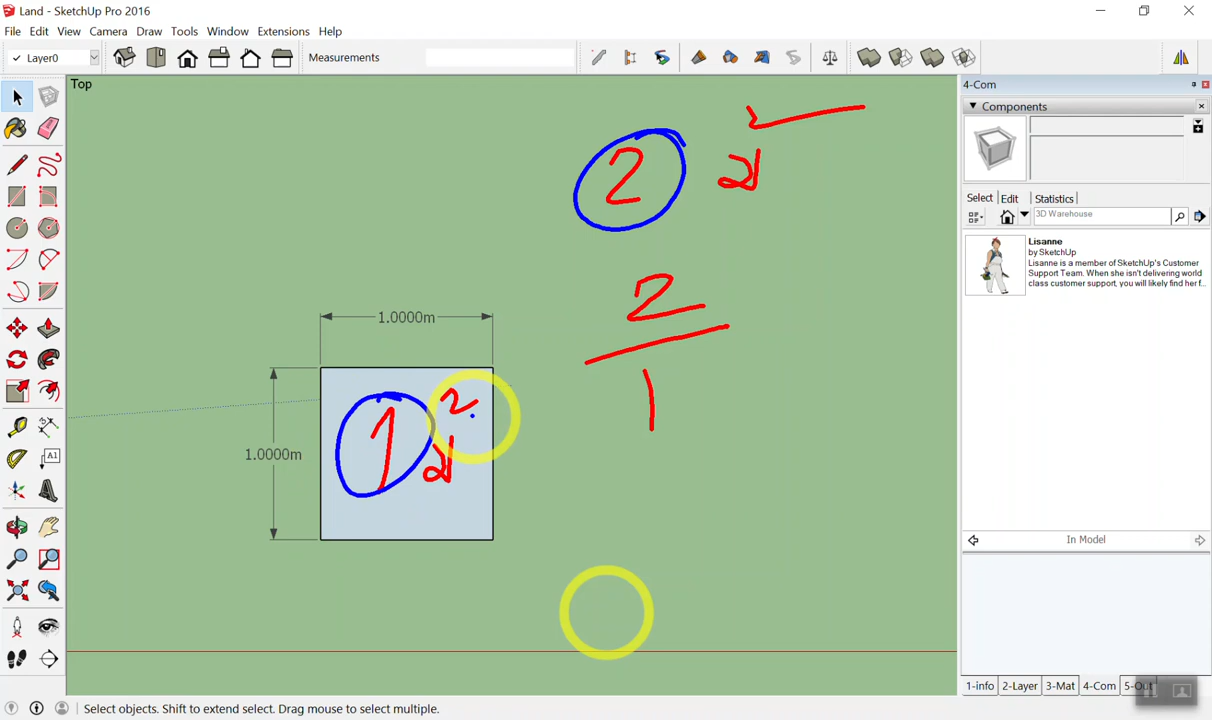 Land - SketchUp Pro 2016
File Edit View Camera Draw Tools Window Extensions Help
Layer0
Measurements
Top
4-Com
Components
Select Edit Statistics
3D Warehouse
Lisanne
by SketchUp
Lisanne is a member of SketchUp's Customer
Support Team. When she isn't delivering world
class customer support, you will likely find her f...
In Model
1-info 2-Layer 3-Mat 4-Com
2
2
1
1.0000m
1.0000m
1
2
A1
Select objects. Shift to extend select. Drag mouse to select multiple.